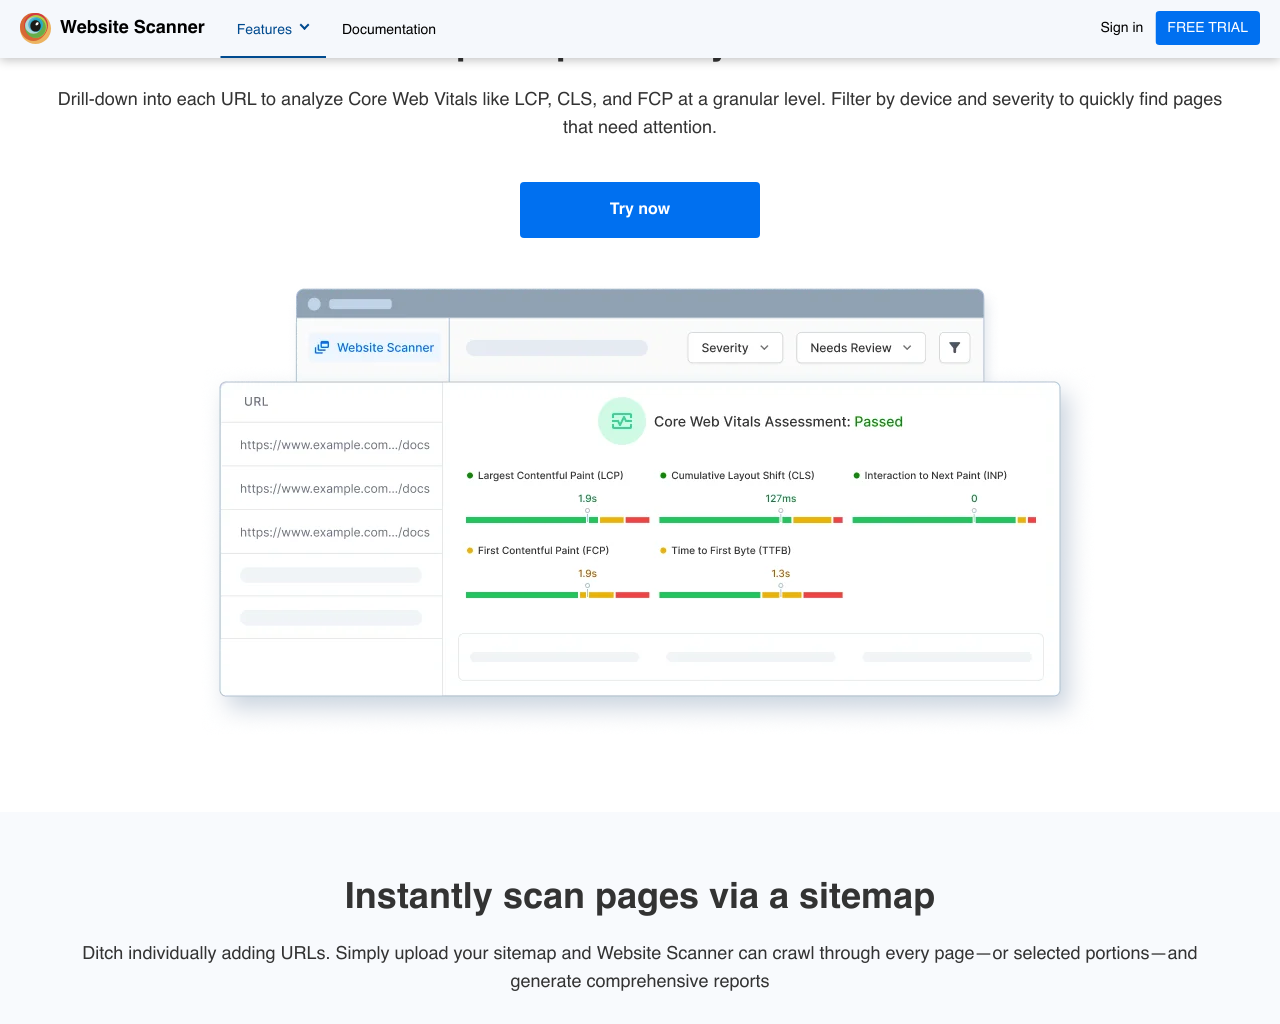 Website Scanner
Features
Documentation
Sign in
FREE TRIAL
Drill-down into each URL to analyze Core Web Vitals like LCP, CLS, and FCP at a granular level. Filter by device and severity to quickly find pages
that need attention.
Try now
Website Scanner
Severity
Needs Review
URL
https://www.example.com.../docs
https://www.example.com.../docs
https://www.example.com.../docs
Core Web Vitals Assessment: Passed
Largest Contentful Paint (LCP)
1.9s
Cumulative Layout Shift (CLS)
127ms
Interaction to Next Paint (INP)
0
First Contentful Paint (FCP)
1.9s
Time to First Byte (TTFB)
1.3s
Instantly scan pages via a sitemap
Ditch individually adding URLs. Simply upload your sitemap and Website Scanner can crawl through every page—or selected portions—and
generate comprehensive reports